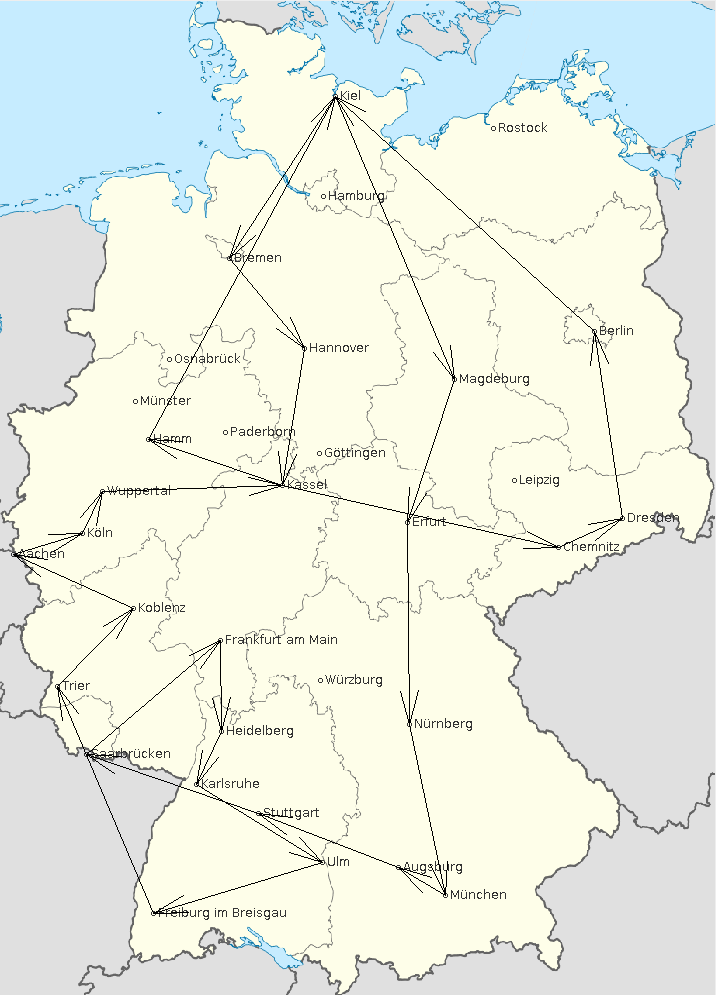 Kiel
Rostock
Hamburg
Bremen
Berlin
Hannover
Osnabrück
Magdeburg
Münster
Paderborn
Hamm
Göttingen
Leipzig
Kassel
Wuppertal
Dresden
Erfurt
Köln
Chemnitz
Aachen
Koblenz
Frankfurt am Main
Würzburg
Trier
Nürnberg
Heidelberg
Saarbrücken
Karlsruhe
Stuttgart
Ulm
Augsburg
München
Freiburg im Breisgau